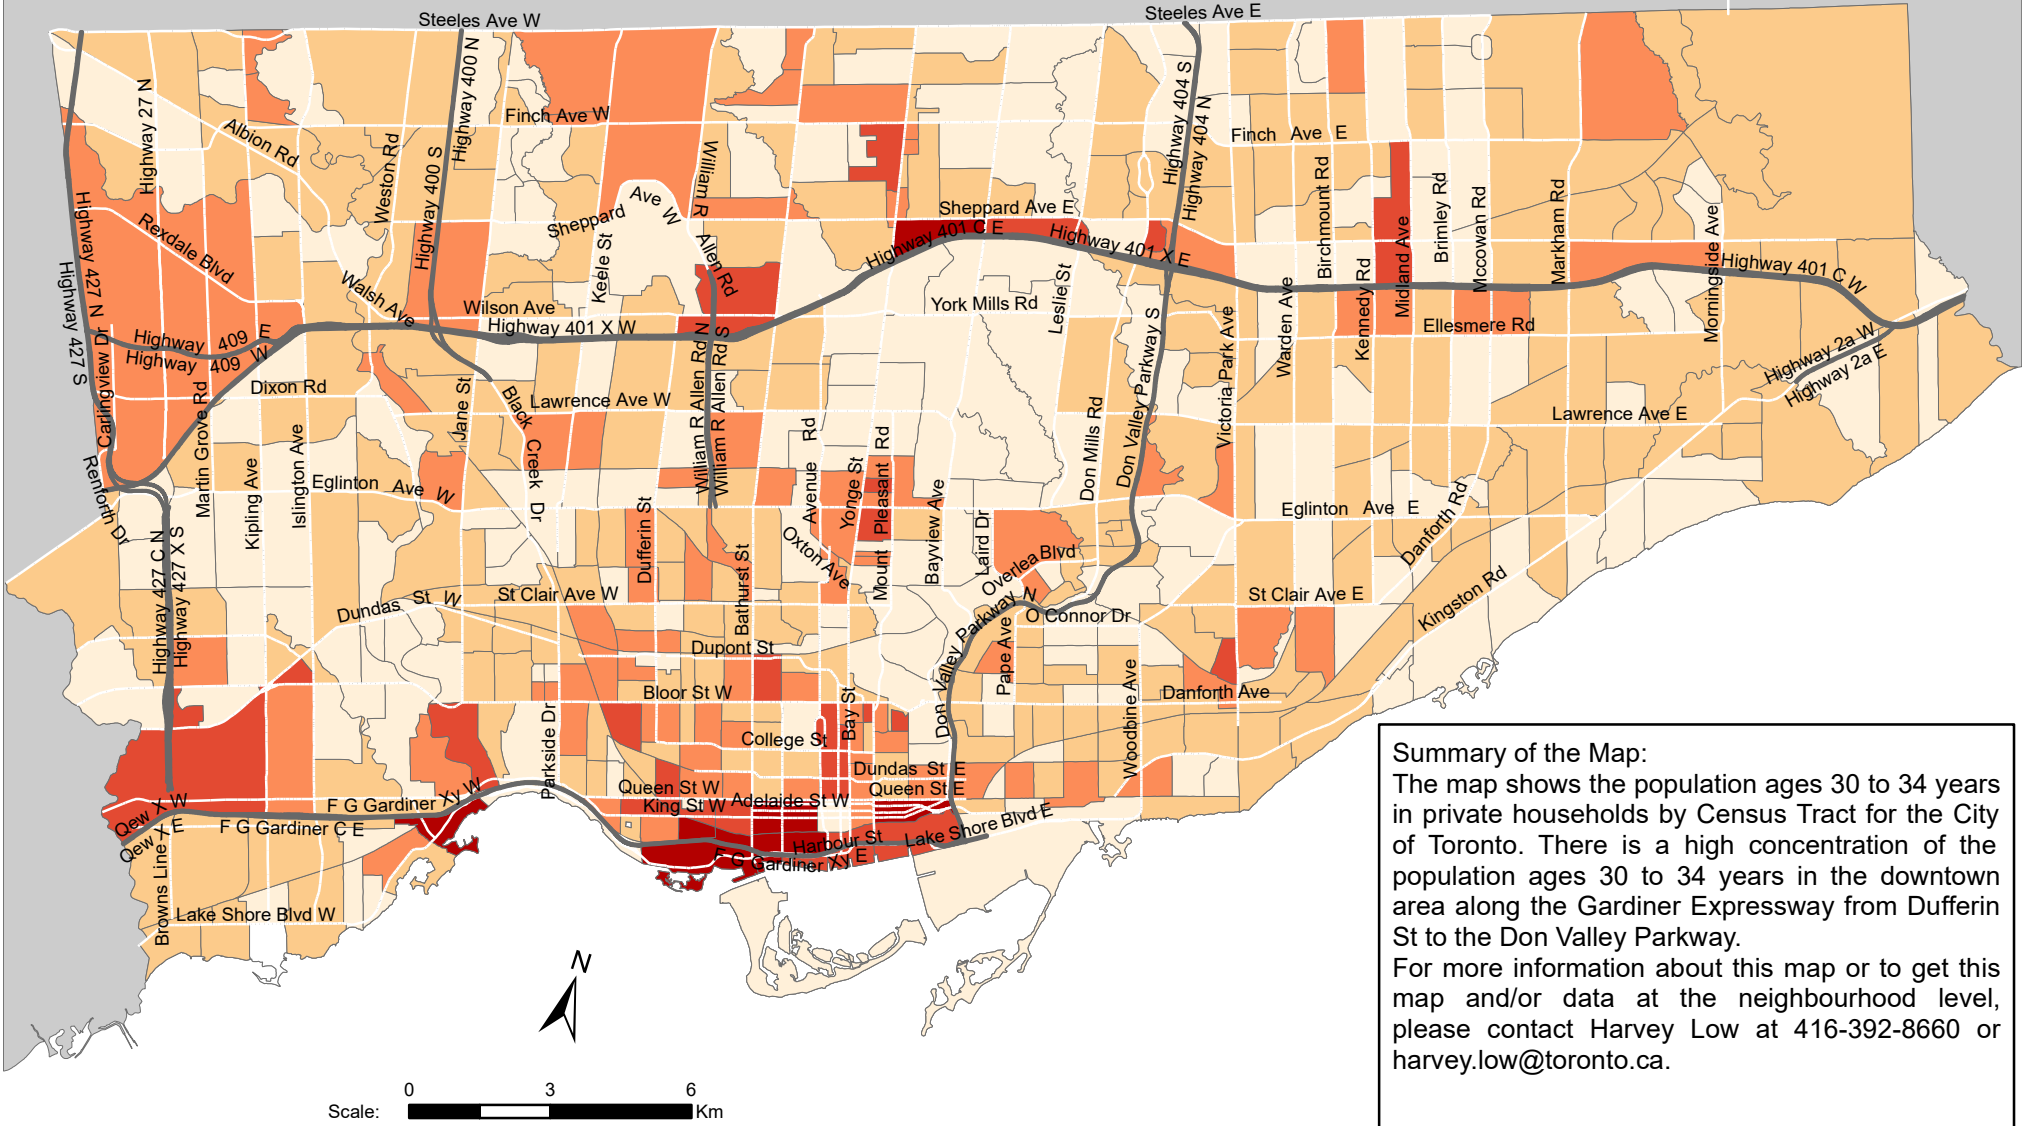 Steeles Ave W
Steeles Ave E
Highway 27 N
Highway 400 N
Highway 404 S
Highway 404 N
Finch Ave W
Finch Ave E
Albion Rd
Weston Rd
Highway 400 S
William R
Allen Rd
Birchmount Rd
Brimley Rd
Mccowan Rd
Markham Rd
Morningside Ave
Sheppard Ave W
Sheppard Ave E
Highway 427 N
Highway 427 S
Rexdale Blvd
Keele St
Highway 401 C E
Highway 401 X E
Midland Ave
Kennedy Rd
Highway 401 C W
Walsh Ave
Wilson Ave
Highway 401 X W
York Mills Rd
Leslie St
Warden Ave
Ellesmere Rd
Highway 409 E
Highway 409 W
Highway 2a W
Highway 2a E
Carlingview Dr
Martin Grove Rd
Dixon Rd
Jane St
Black Creek Dr
Lawrence Ave W
William R Allen Rd N
William R Allen Rd S
Don Valley Parkway S
Victoria Park Ave
Lawrence Ave E
Renforth Dr
Kipling Ave
Islington Ave
Eglinton Ave W
Avenue Rd
Yonge St
Mount Pleasant Rd
Bayview Ave
Laird Dr
Don Mills Rd
Eglinton Ave E
Danforth Rd
Highway 427 C N
Highway 427 X S
Dufferin St
Bathurst St
Oxton Ave
Overlea Blvd
Don Valley Parkway N
O Connor Dr
St Clair Ave W
St Clair Ave E
Kingston Rd
Dundas St W
Dupont St
Pape Ave
Bloor St W
Bay St
Danforth Ave
Woodbine Ave
Parkside Dr
College St
Dundas St E
Queen St W
Queen St E
King St W
Adelaide St W
F G Gardiner Xy W
F G Gardiner C E
Qew X W
Qew X E
Browns Line
Harbour St
Lake Shore Blvd E
F G Gardiner Xy E
Lake Shore Blvd W
N
0 3 6
Scale: Km
Summary of the Map:
The map shows the population ages 30 to 34 years
in private households by Census Tract for the City
of Toronto. There is a high concentration of the
population ages 30 to 34 years in the downtown
area along the Gardiner Expressway from Dufferin
St to the Don Valley Parkway.
For more information about this map or to get this
map and/or data at the neighbourhood level,
please contact Harvey Low at 416-392-8660 or
harvey.low@toronto.ca.